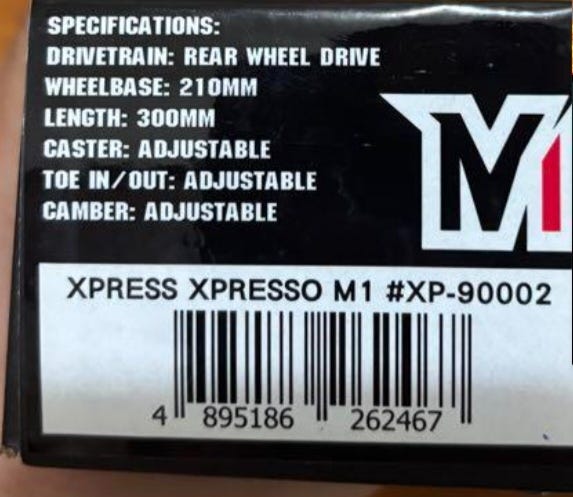 SPECIFICATIONS:
DRIVETRAIN: REAR WHEEL DRIVE
WHEELBASE: 210MM
LENGTH: 300MM
CASTER: ADJUSTABLE
TOE IN/OUT: ADJUSTABLE
CAMBER: ADJUSTABLE
M1
XPRESS XPRESSO M1 #XP-90002
4 895186 262467